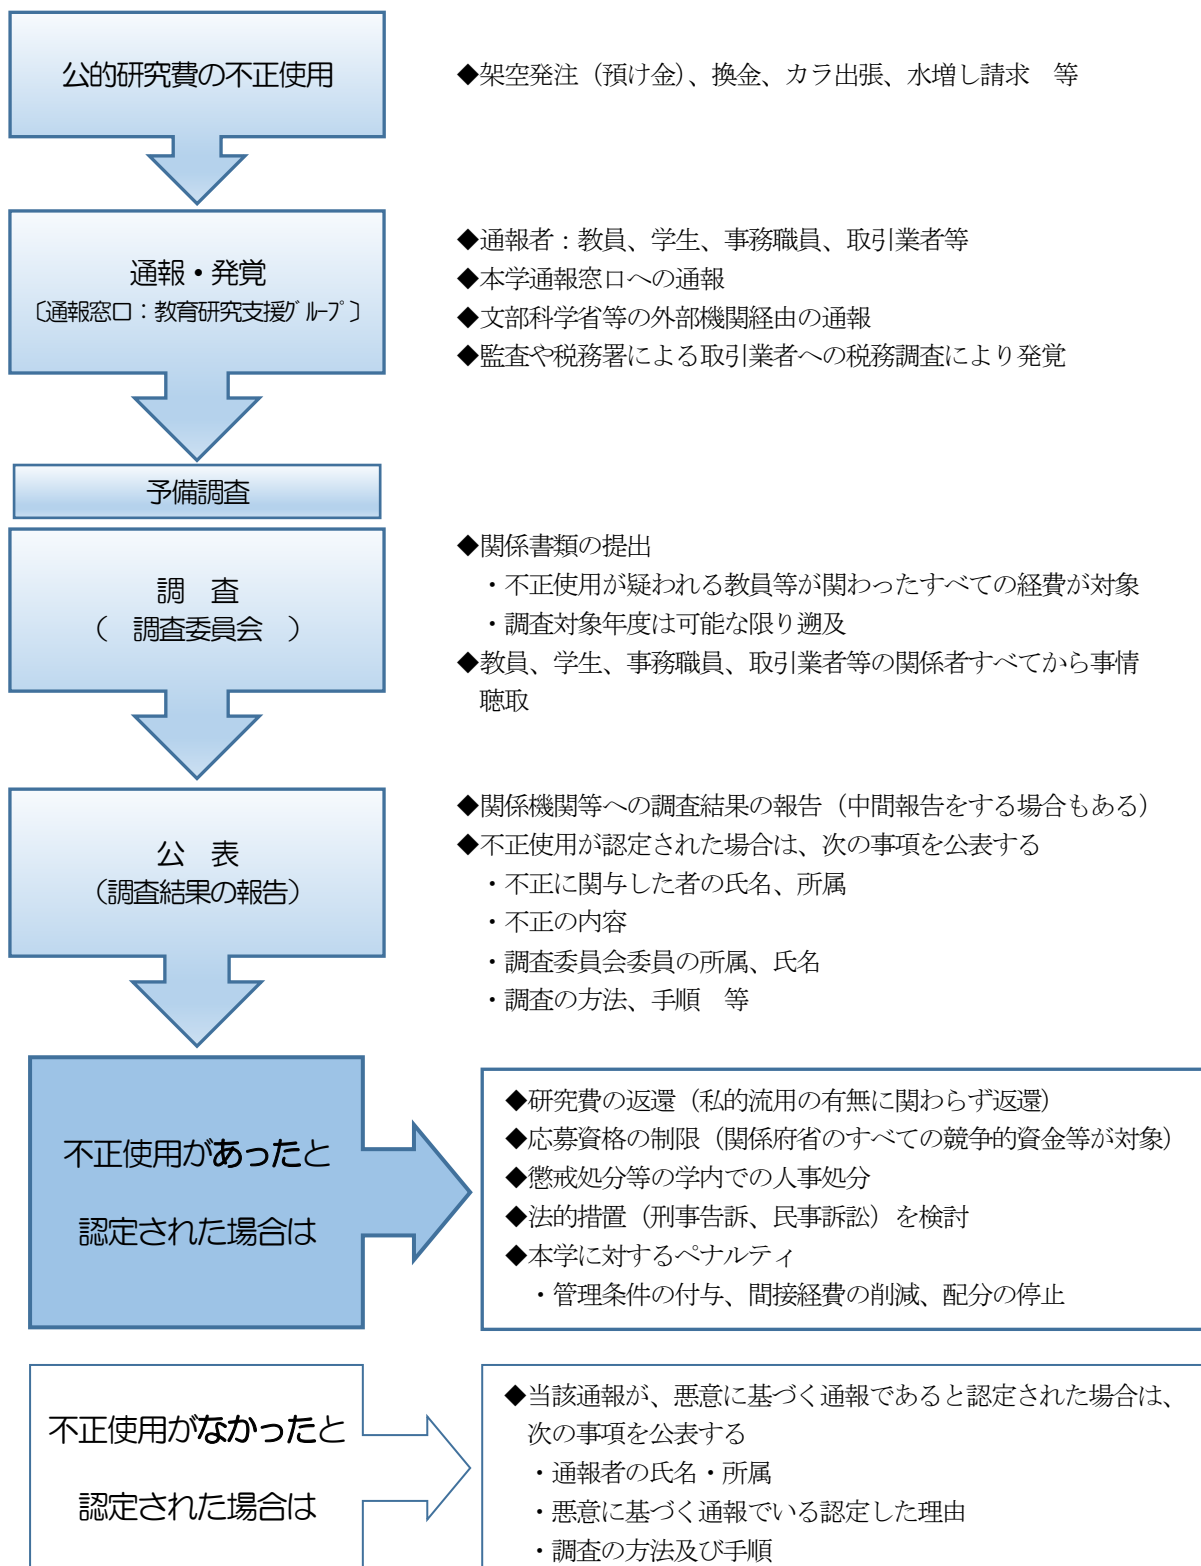 公的研究費の不正使用
◆架空発注（預け金）、換金、カラ出張、水増し請求　等
通報・発覚
〔通報窓口：教育研究支援ｸﾞﾙｰﾌﾟ〕
◆通報者：教員、学生、事務職員、取引業者等
◆本学通報窓口への通報
◆文部科学省等の外部機関経由の通報
◆監査や税務署による取引業者への税務調査により発覚
予備調査
調　査
（　調査委員会　）
◆関係書類の提出
・不正使用が疑われる教員等が関わったすべての経費が対象
・調査対象年度は可能な限り遡及
◆教員、学生、事務職員、取引業者等の関係者すべてから事情
聴取
公　表
（調査結果の報告）
◆関係機関等への調査結果の報告（中間報告をする場合もある）
◆不正使用が認定された場合は、次の事項を公表する
・不正に関与した者の氏名、所属
・不正の内容
・調査委員会委員の所属、氏名
・調査の方法、手順　等
不正使用があったと
認定された場合は
◆研究費の返還（私的流用の有無に関わらず返還）
◆応募資格の制限（関係府省のすべての競争的資金等が対象）
◆懲戒処分等の学内での人事処分
◆法的措置（刑事告訴、民事訴訟）を検討
◆本学に対するペナルティ
・管理条件の付与、間接経費の削減、配分の停止
不正使用がなかったと
認定された場合は
◆当該通報が、悪意に基づく通報であると認定された場合は、
次の事項を公表する
・通報者の氏名・所属
・悪意に基づく通報でいる認定した理由
・調査の方法及び手順